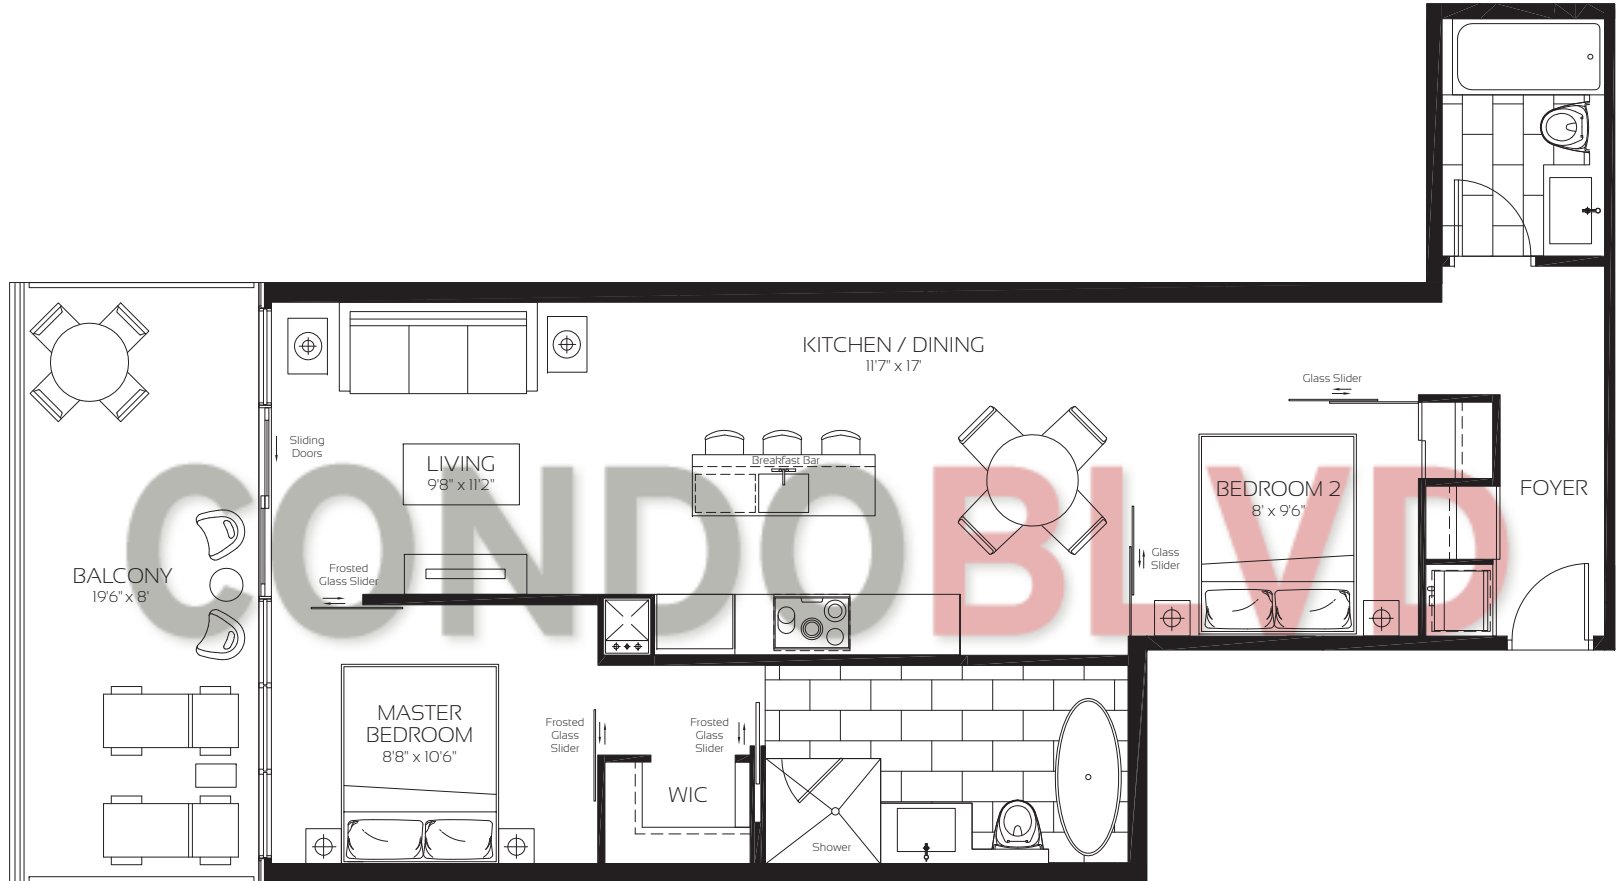 KITCHEN / DINING
11'7" x 17'
Glass Slider
Sliding
Doors
LIVING
9'8" x 11'2"
Breakfast Bar
BEDROOM 2
8' x 9'6"
FOYER
CONDOBLVD
Glass
Slider
Frosted
Glass Slider
BALCONY
19'6" x 8'
MASTER
BEDROOM
8'8" x 10'6"
Frosted
Glass
Slider
Frosted
Glass
Slider
WIC
Shower